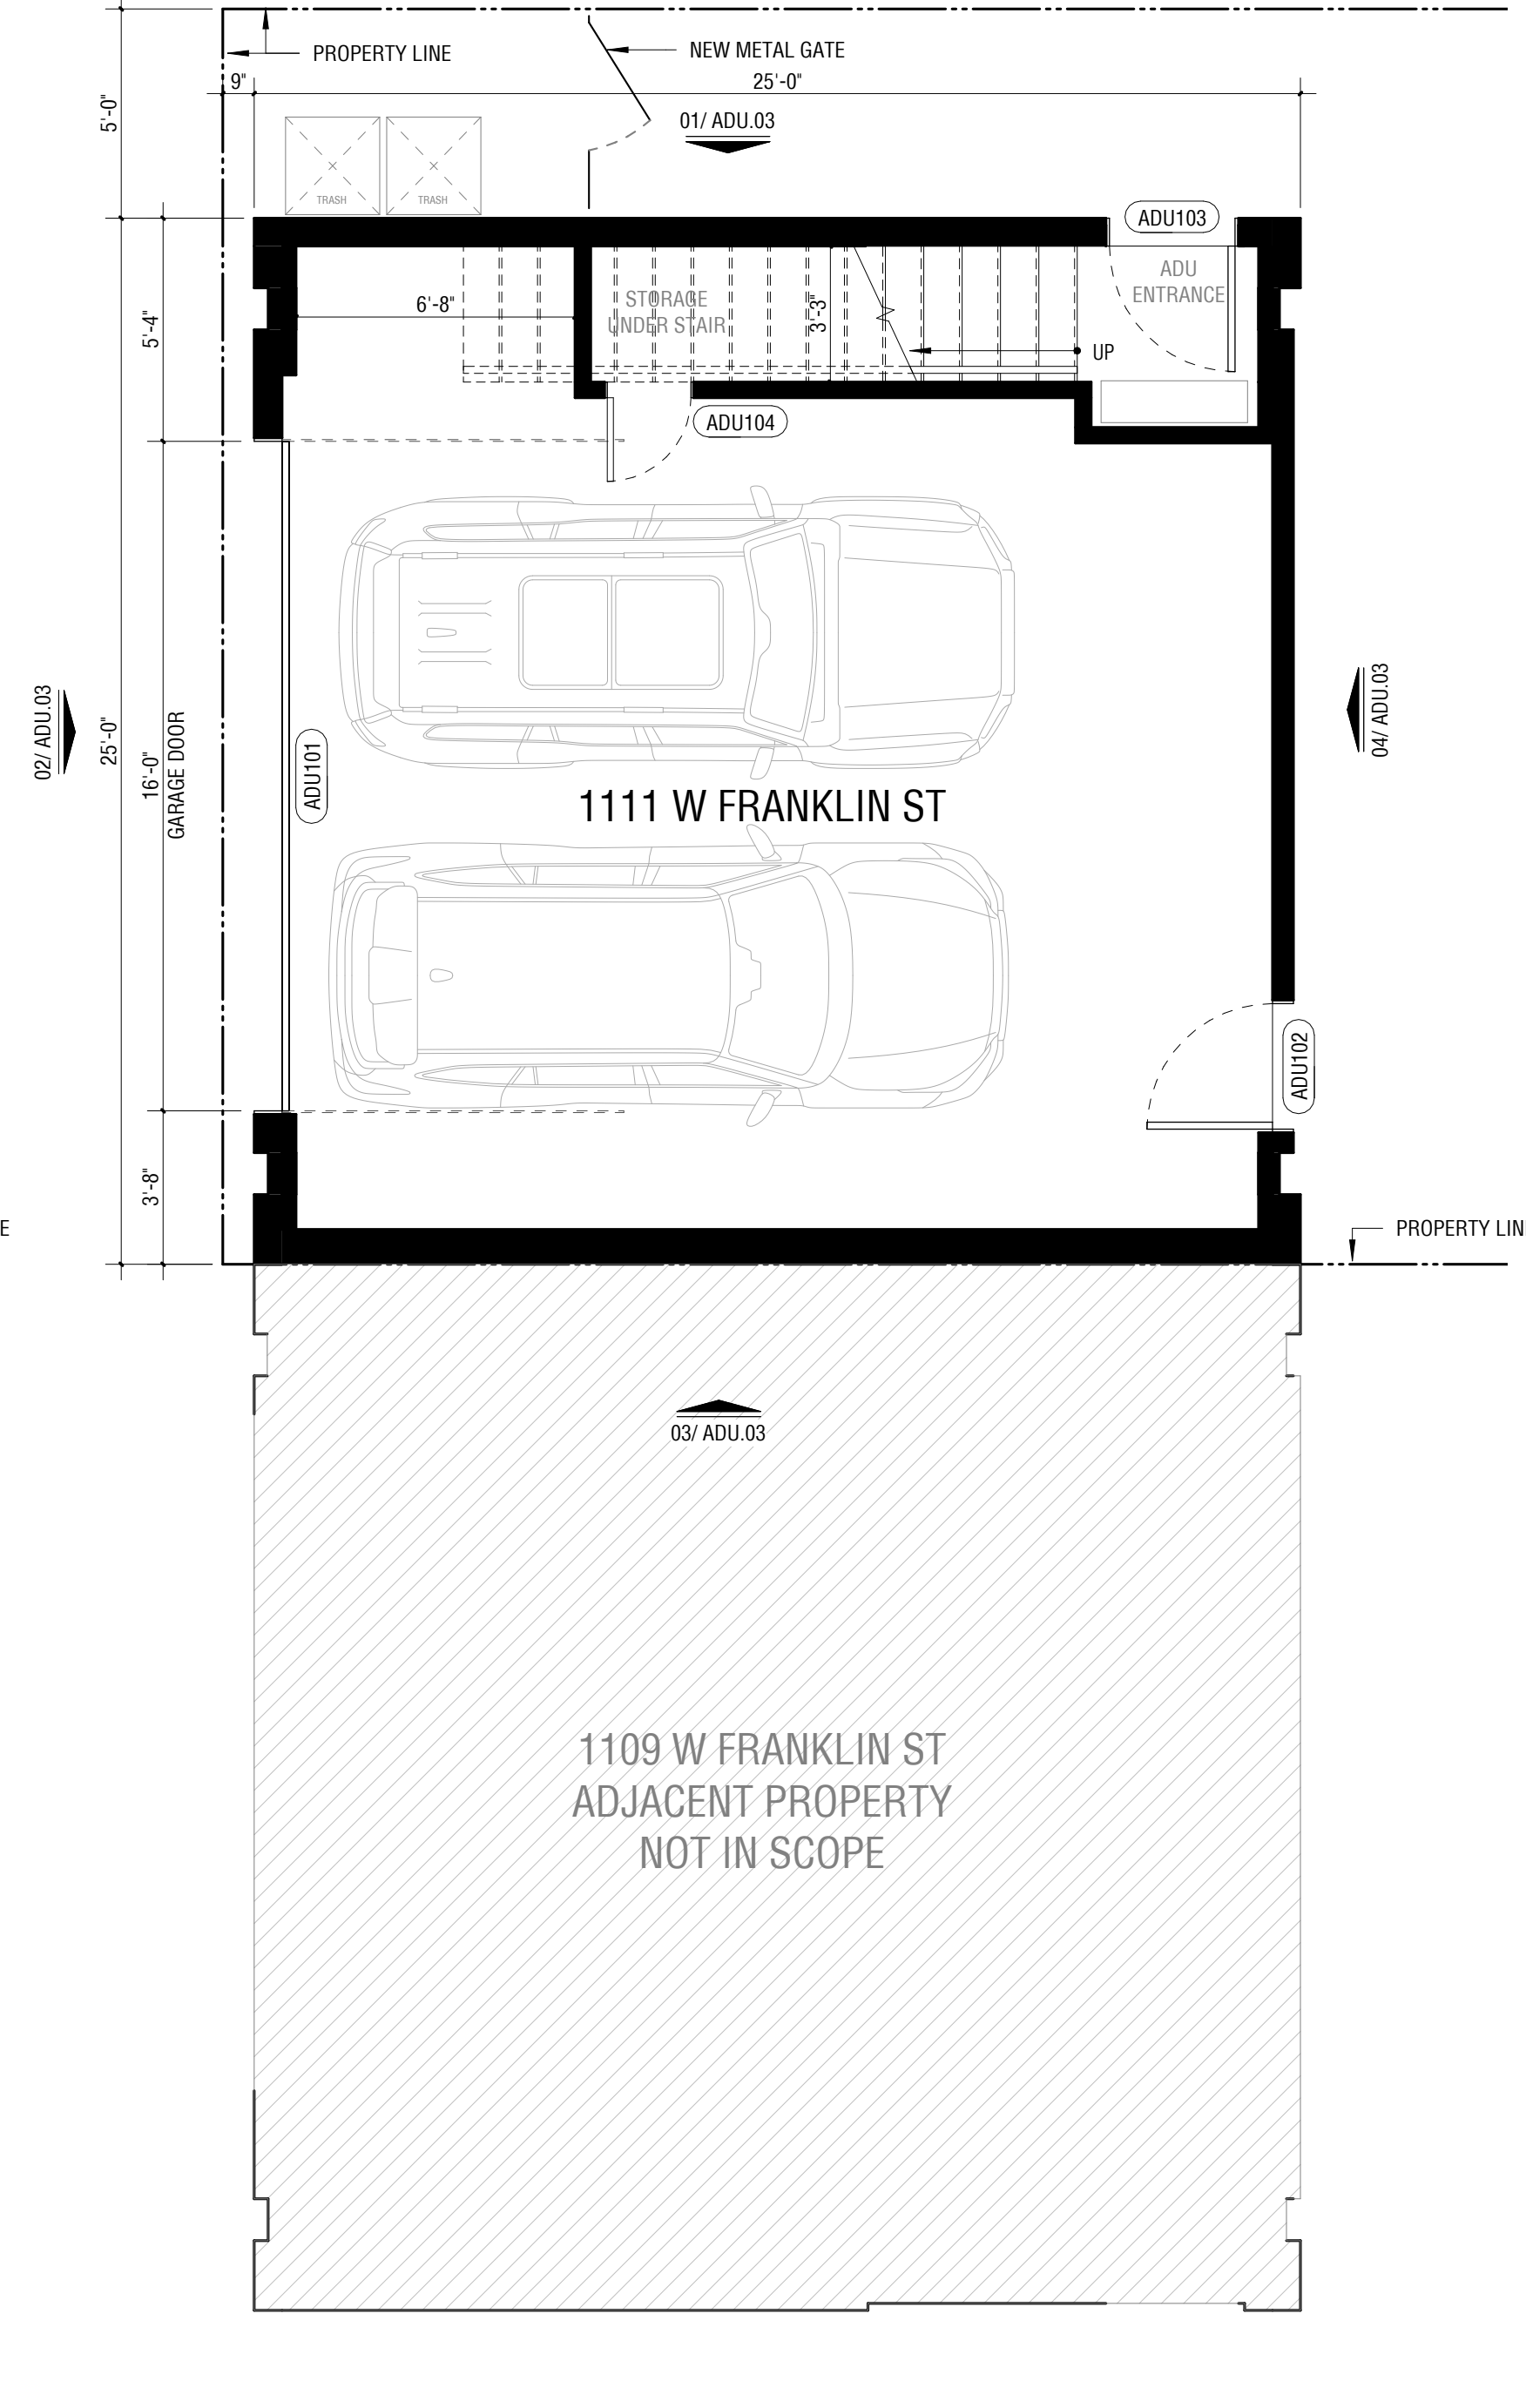 PROPERTY LINE
NEW METAL GATE
9"
25'-0"
5'-0"
01/ ADU.03
TRASH
TRASH
ADU103
ADU
ENTRANCE
6'-8"
STORAGE
UNDER STAIR
3'-3"
5'-4"
UP
ADU104
02/ ADU.03
25'-0"
16'-0"
GARAGE DOOR
ADU101
04/ ADU.03
1111 W FRANKLIN ST
ADU102
3'-8"
E
PROPERTY LIN
03/ ADU.03
1109 W FRANKLIN ST
ADJACENT PROPERTY
NOT IN SCOPE